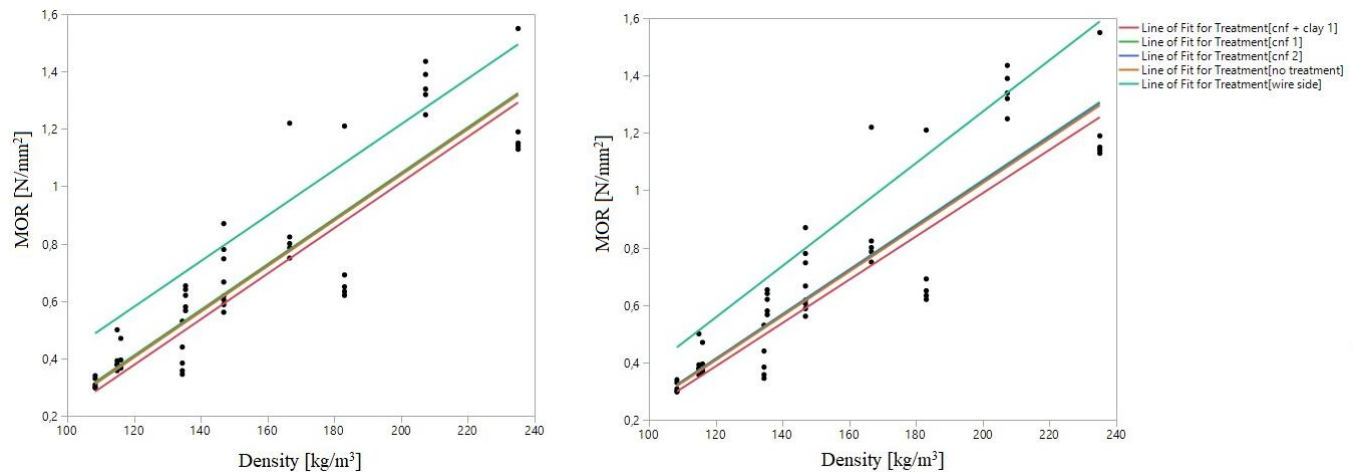 1,6
1,4
1,2
1
0,8
0,6
0,4
0,2
MOR [N/mm²]
100 120 140 160 180 200 220 240
Density [kg/m³]
1,6
1,4
1,2
1
0,8
0,6
0,4
0,2
MOR [N/mm²]
100 120 140 160 180 200 220 240
Density [kg/m³]
Line of Fit for Treatment[cnf + clay 1]
Line of Fit for Treatment[cnf 1]
Line of Fit for Treatment[cnf 2]
Line of Fit for Treatment[no treatment]
Line of Fit for Treatment[wire side]